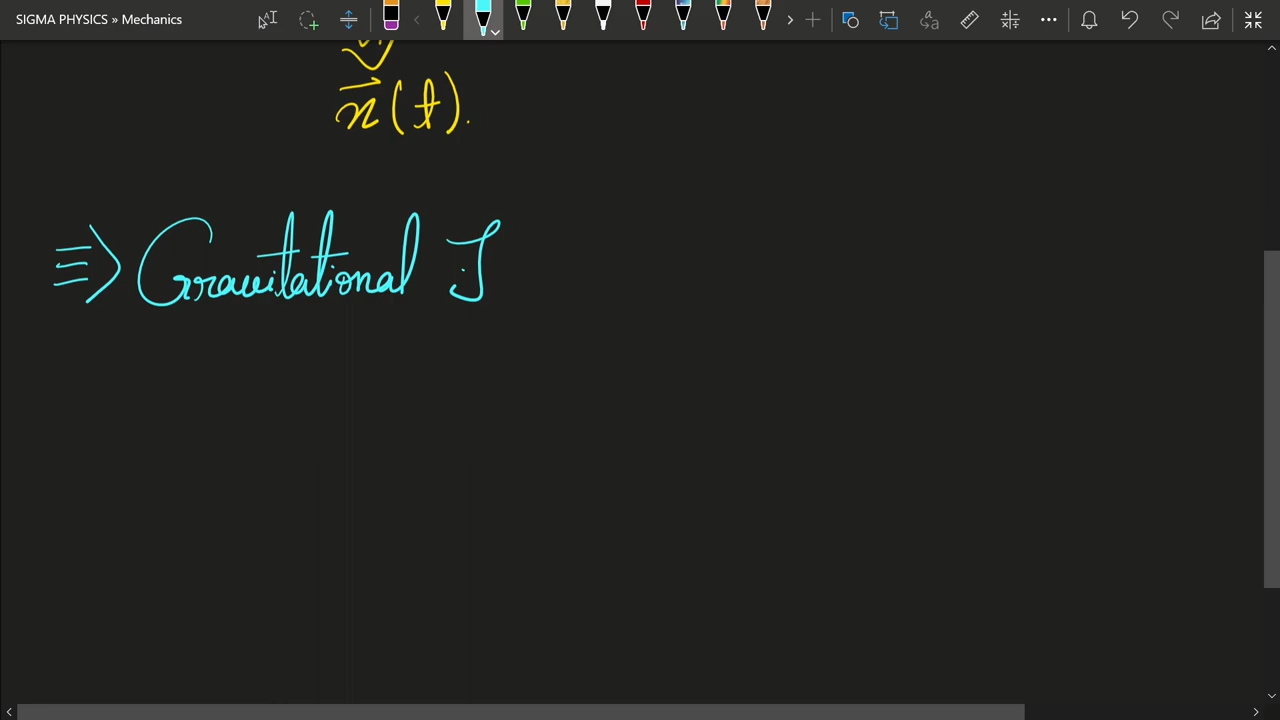 SIGMA PHYSICS » Mechanics
x⃗(t).
⇛ Gravitational I